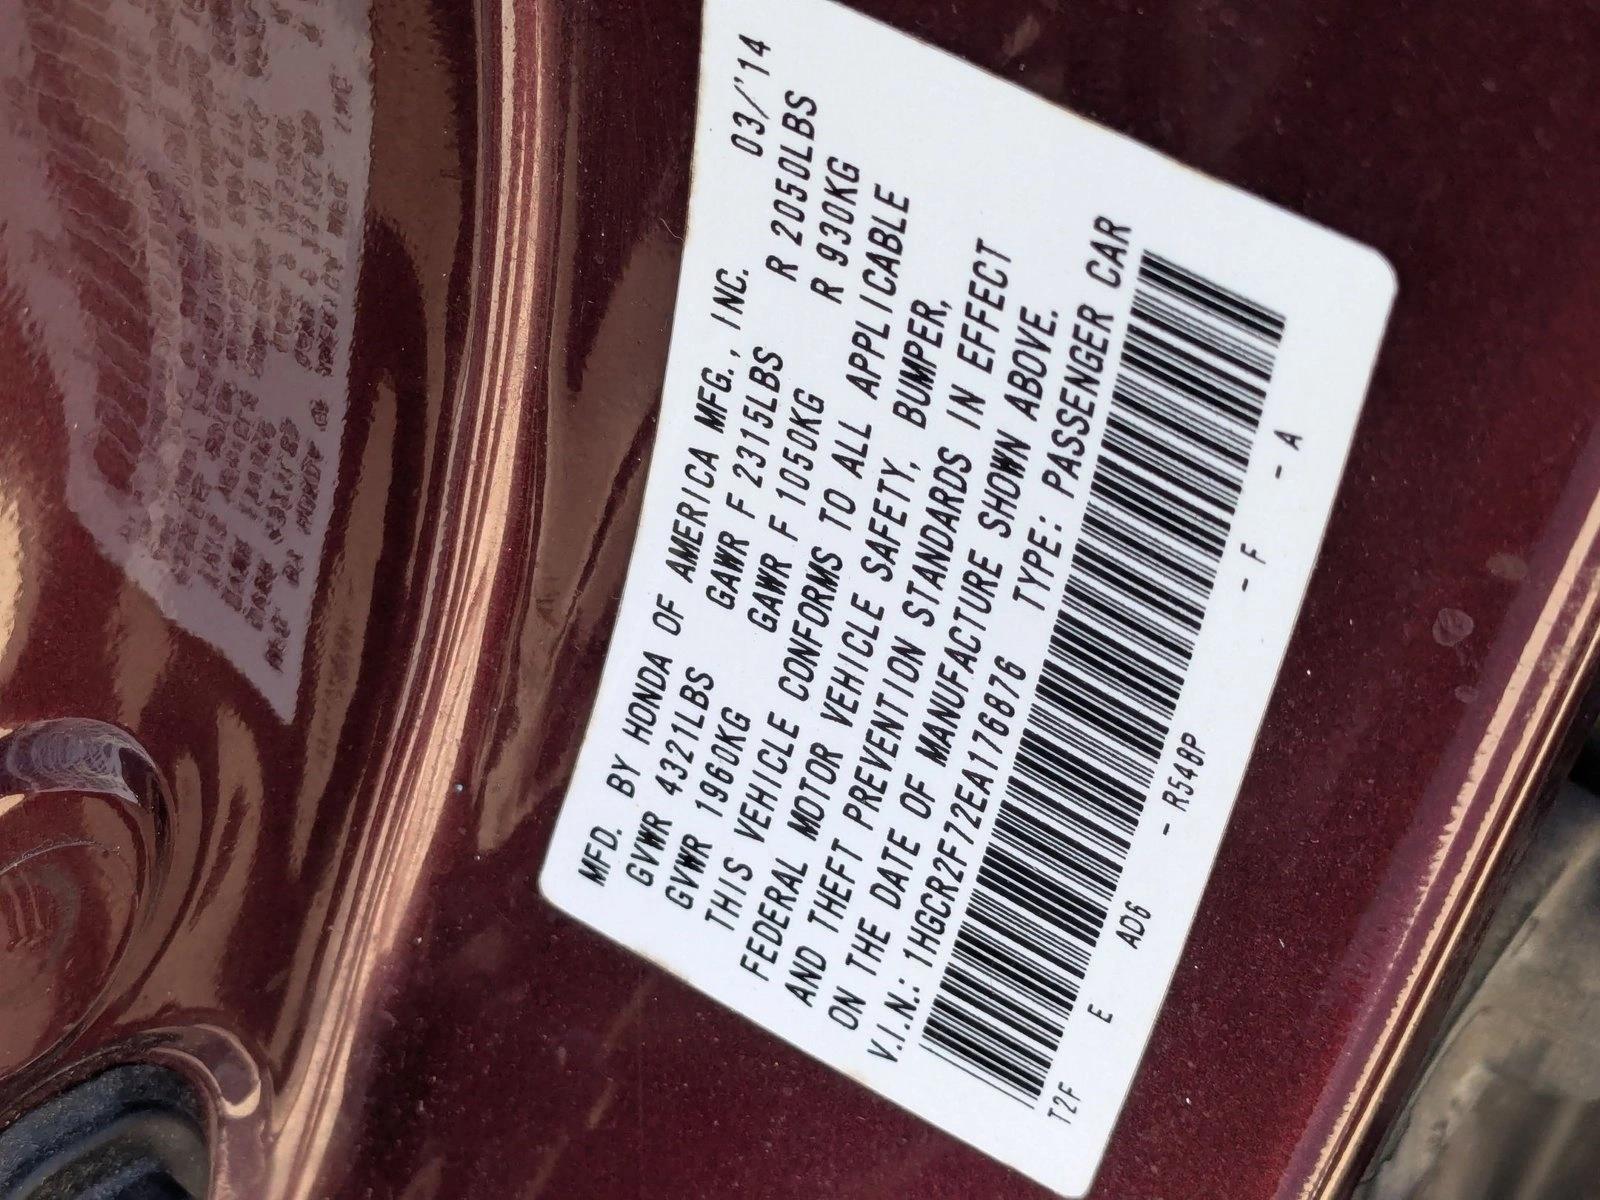 MFD. BY HONDA OF AMERICA MFG., INC. 03/'14
GVWR 4321LBS GAWR F 2315LBS R 2050LBS
GVWR 1960KG GAWR F 1050KG R 930KG
THIS VEHICLE CONFORMS TO ALL APPLICABLE
FEDERAL MOTOR VEHICLE SAFETY, BUMPER,
AND THEFT PREVENTION STANDARDS IN EFFECT
ON THE DATE OF MANUFACTURE SHOWN ABOVE.
V.I.N.: 1HGCR2F72EA176876 TYPE: PASSENGER CAR
T2F E AD6 - R548P - F - A